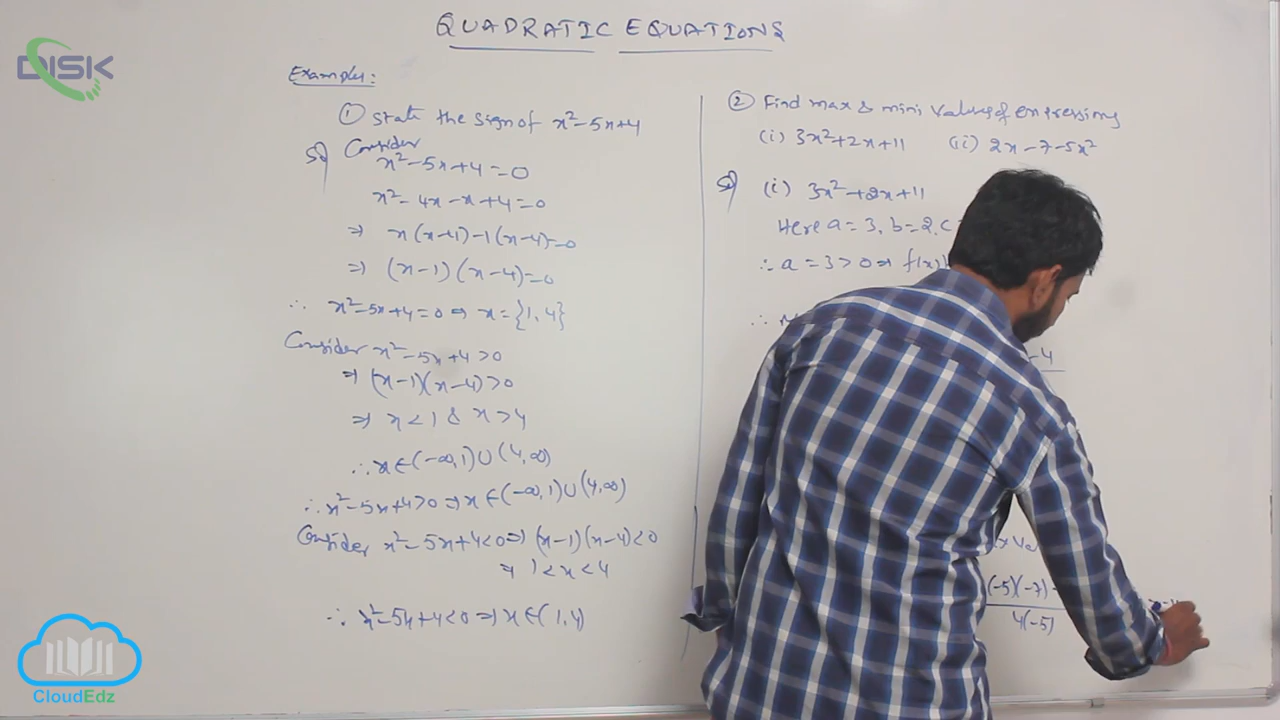 QUADRATIC EQUATIONS
DISK
Examples:
① State the sign of x²-5x+4
Sol Consider
x²-5x+4=0
x²-4x-x+4=0
⇒ x(x-4)-1(x-4)=0
⇒ (x-1)(x-4)=0
∴ x²-5x+4=0 ⇒ x={1,4}
Consider x²-5x+4>0
⇒ (x-1)(x-4)>0
⇒ x<1 & x>4
∴ x∈(-∞,1)∪(4,∞)
∴ x²-5x+4>0 ⇒ x∈(-∞,1)∪(4,∞)
Consider x²-5x+4<0 ⇒ (x-1)(x-4)<0
⇒ 1<x<4
∴ x²-5x+4<0 ⇒ x∈(1,4)
② Find max & mini values of expressions
(i) 3x²+2x+11 (ii) 2x-7-5x²
Sol (i) 3x²+2x+11
Here a=3, b=2, c
∴ a=3>0 ⇒ f(x)
∴
-4
(-5)(-7)
4(-5)
CloudEdz